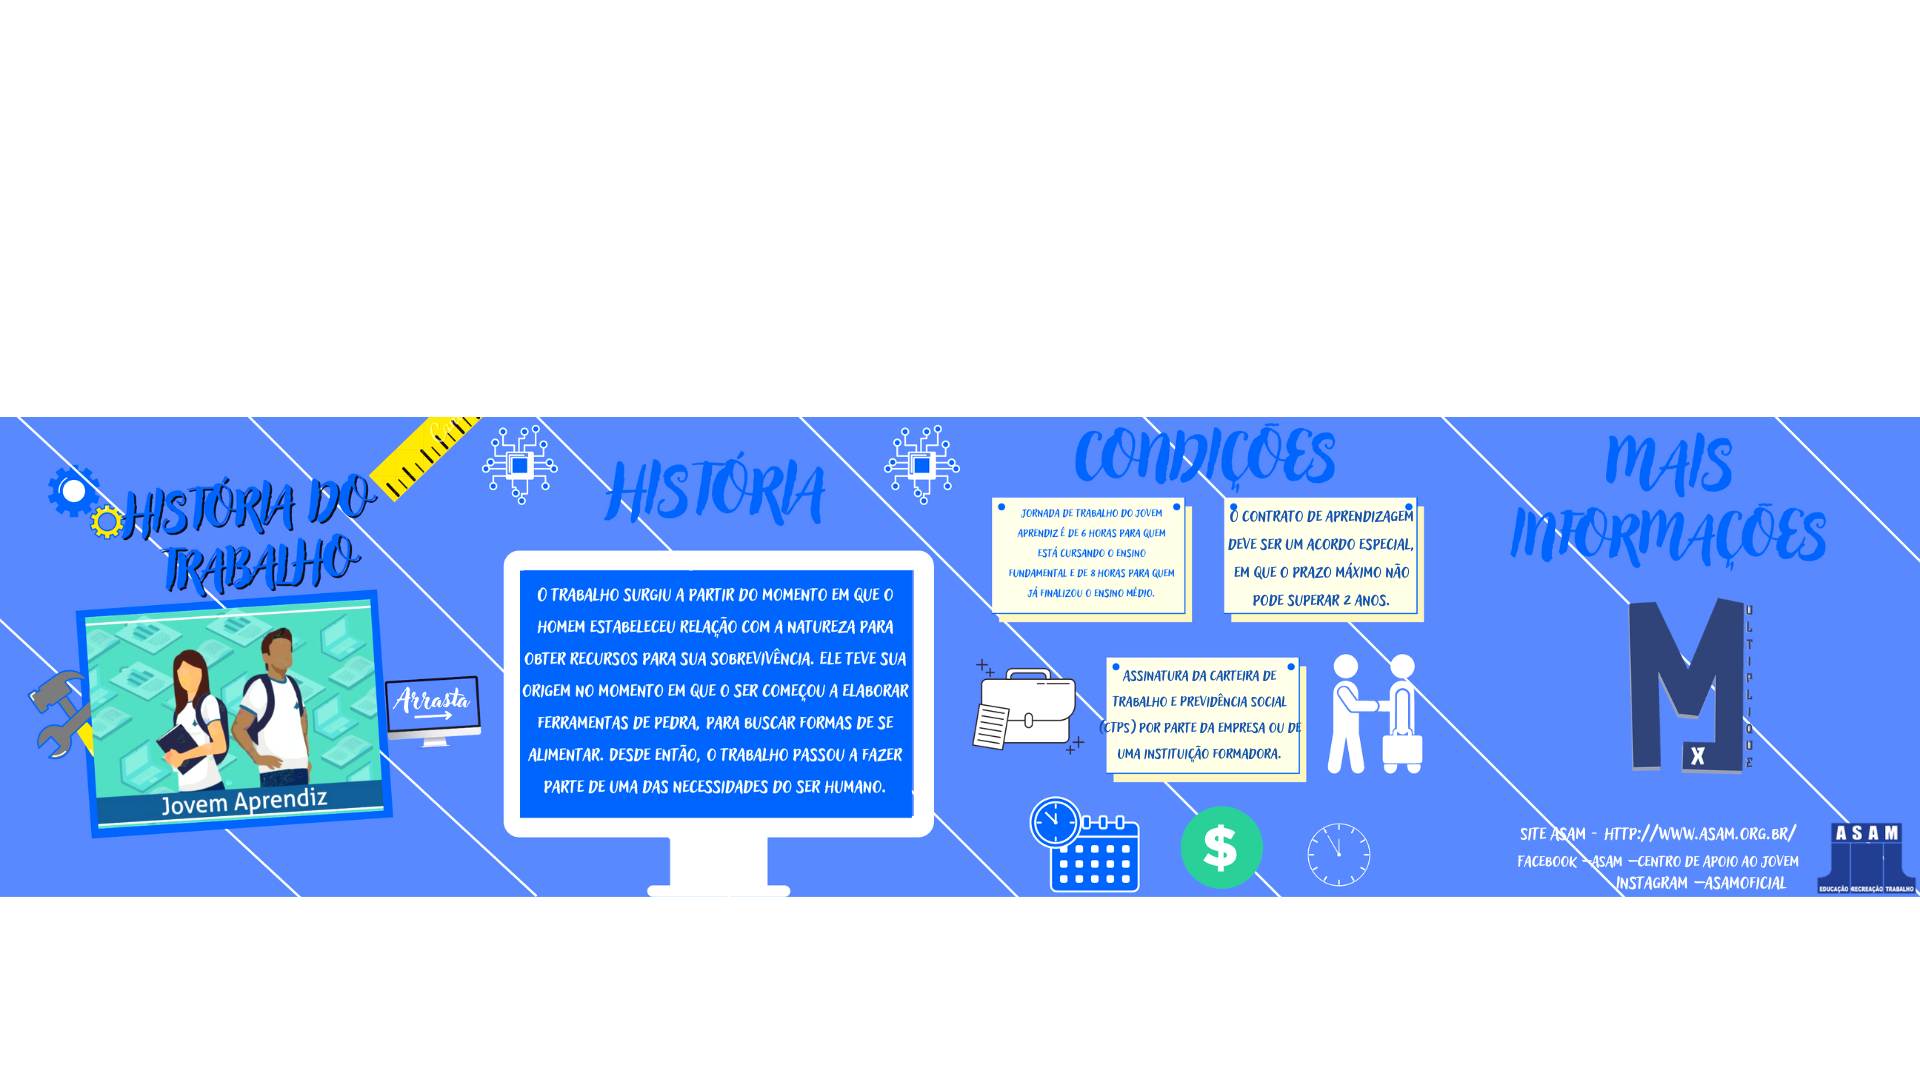 HISTÓRIA DO
TRABALHO
Jovem Aprendiz
Arrasta
HISTÓRIA
O TRABALHO SURGIU A PARTIR DO MOMENTO EM QUE O
HOMEM ESTABELECEU RELAÇÃO COM A NATUREZA PARA
OBTER RECURSOS PARA SUA SOBREVIVÊNCIA. ELE TEVE SUA
ORIGEM NO MOMENTO EM QUE O SER COMEÇOU A ELABORAR
FERRAMENTAS DE PEDRA, PARA BUSCAR FORMAS DE SE
ALIMENTAR. DESDE ENTÃO, O TRABALHO PASSOU A FAZER
PARTE DE UMA DAS NECESSIDADES DO SER HUMANO.
CONDIÇÕES
JORNADA DE TRABALHO DO JOVEM
APRENDIZ É DE 6 HORAS PARA QUEM
ESTÁ CURSANDO O ENSINO
FUNDAMENTAL E DE 8 HORAS PARA QUEM
JÁ FINALIZOU O ENSINO MÉDIO.
O CONTRATO DE APRENDIZAGEM
DEVE SER UM ACORDO ESPECIAL,
EM QUE O PRAZO MÁXIMO NÃO
PODE SUPERAR 2 ANOS.
ASSINATURA DA CARTEIRA DE
TRABALHO E PREVIDÊNCIA SOCIAL
(CTPS) POR PARTE DA EMPRESA OU DE
UMA INSTITUIÇÃO FORMADORA.
$
MAIS
INFORMAÇÕES
M
ULTIPLIQUE
X
SITE ASAM - HTTP://WWW.ASAM.ORG.BR/
FACEBOOK –ASAM –CENTRO DE APOIO AO JOVEM
INSTAGRAM –ASAMOFICIAL
ASAM
EDUCAÇÃO RECREAÇÃO TRABALHO